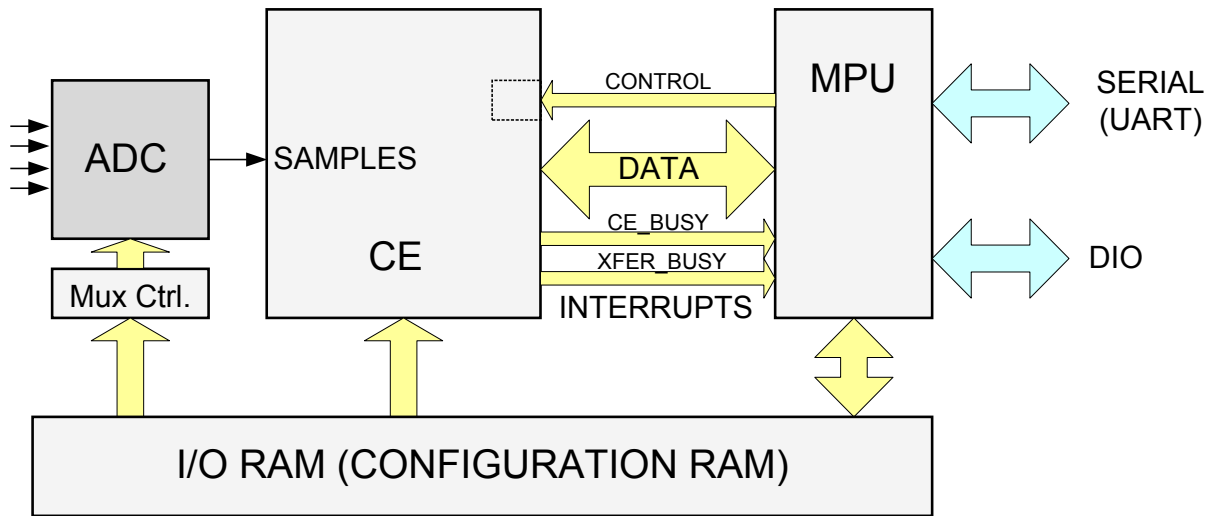 ADC
SAMPLES
CE
CONTROL
DATA
CE_BUSY
XFER_BUSY
INTERRUPTS
MPU
SERIAL
(UART)
DIO
Mux Ctrl.
I/O RAM (CONFIGURATION RAM)